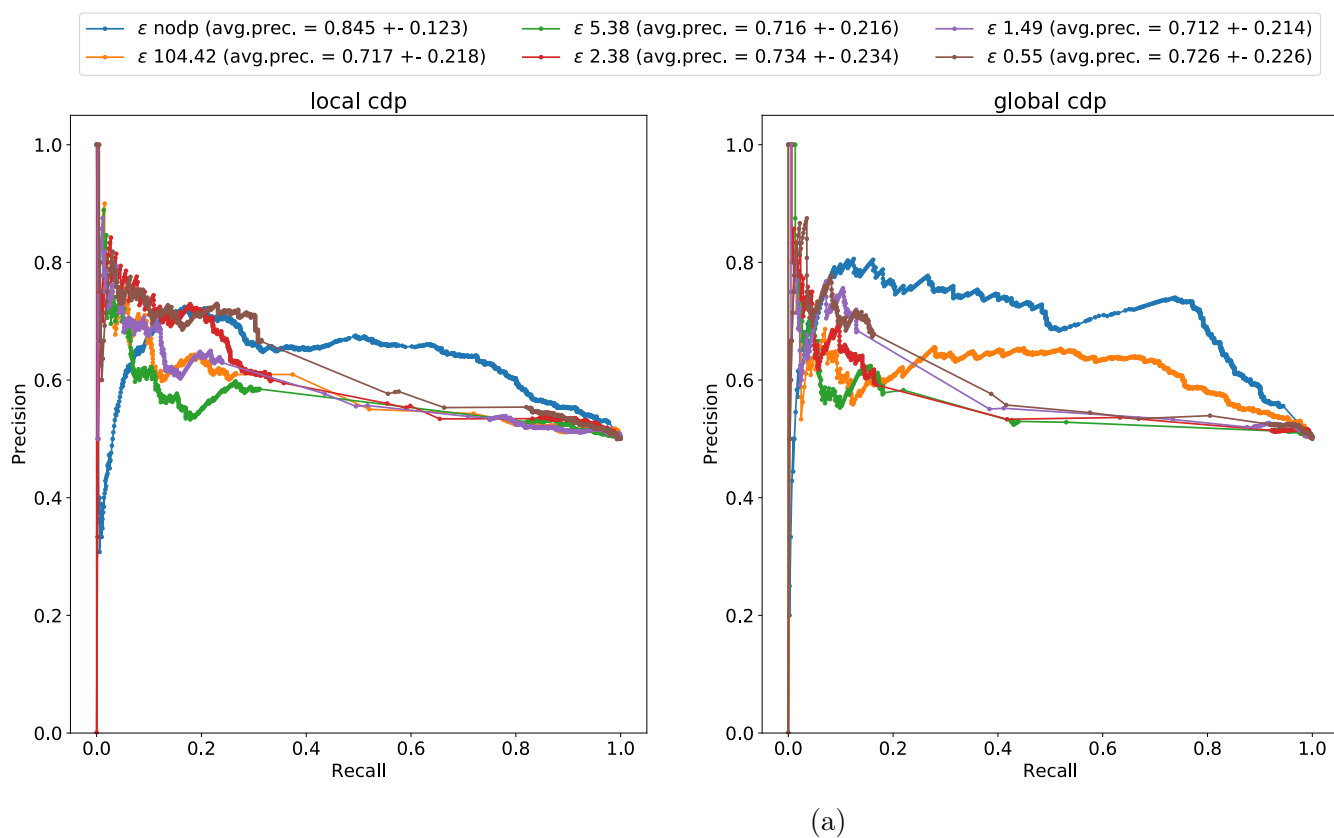 ε nodp (avg.prec. = 0.845 +- 0.123)
ε 104.42 (avg.prec. = 0.717 +- 0.218)
ε 5.38 (avg.prec. = 0.716 +- 0.216)
ε 2.38 (avg.prec. = 0.734 +- 0.234)
ε 1.49 (avg.prec. = 0.712 +- 0.214)
ε 0.55 (avg.prec. = 0.726 +- 0.226)
local cdp
1.0
0.8
0.6
0.4
0.2
0.0
Precision
0.0 0.2 0.4 0.6 0.8 1.0
Recall
global cdp
1.0
0.8
0.6
0.4
0.2
0.0
Precision
0.0 0.2 0.4 0.6 0.8 1.0
Recall
(a)